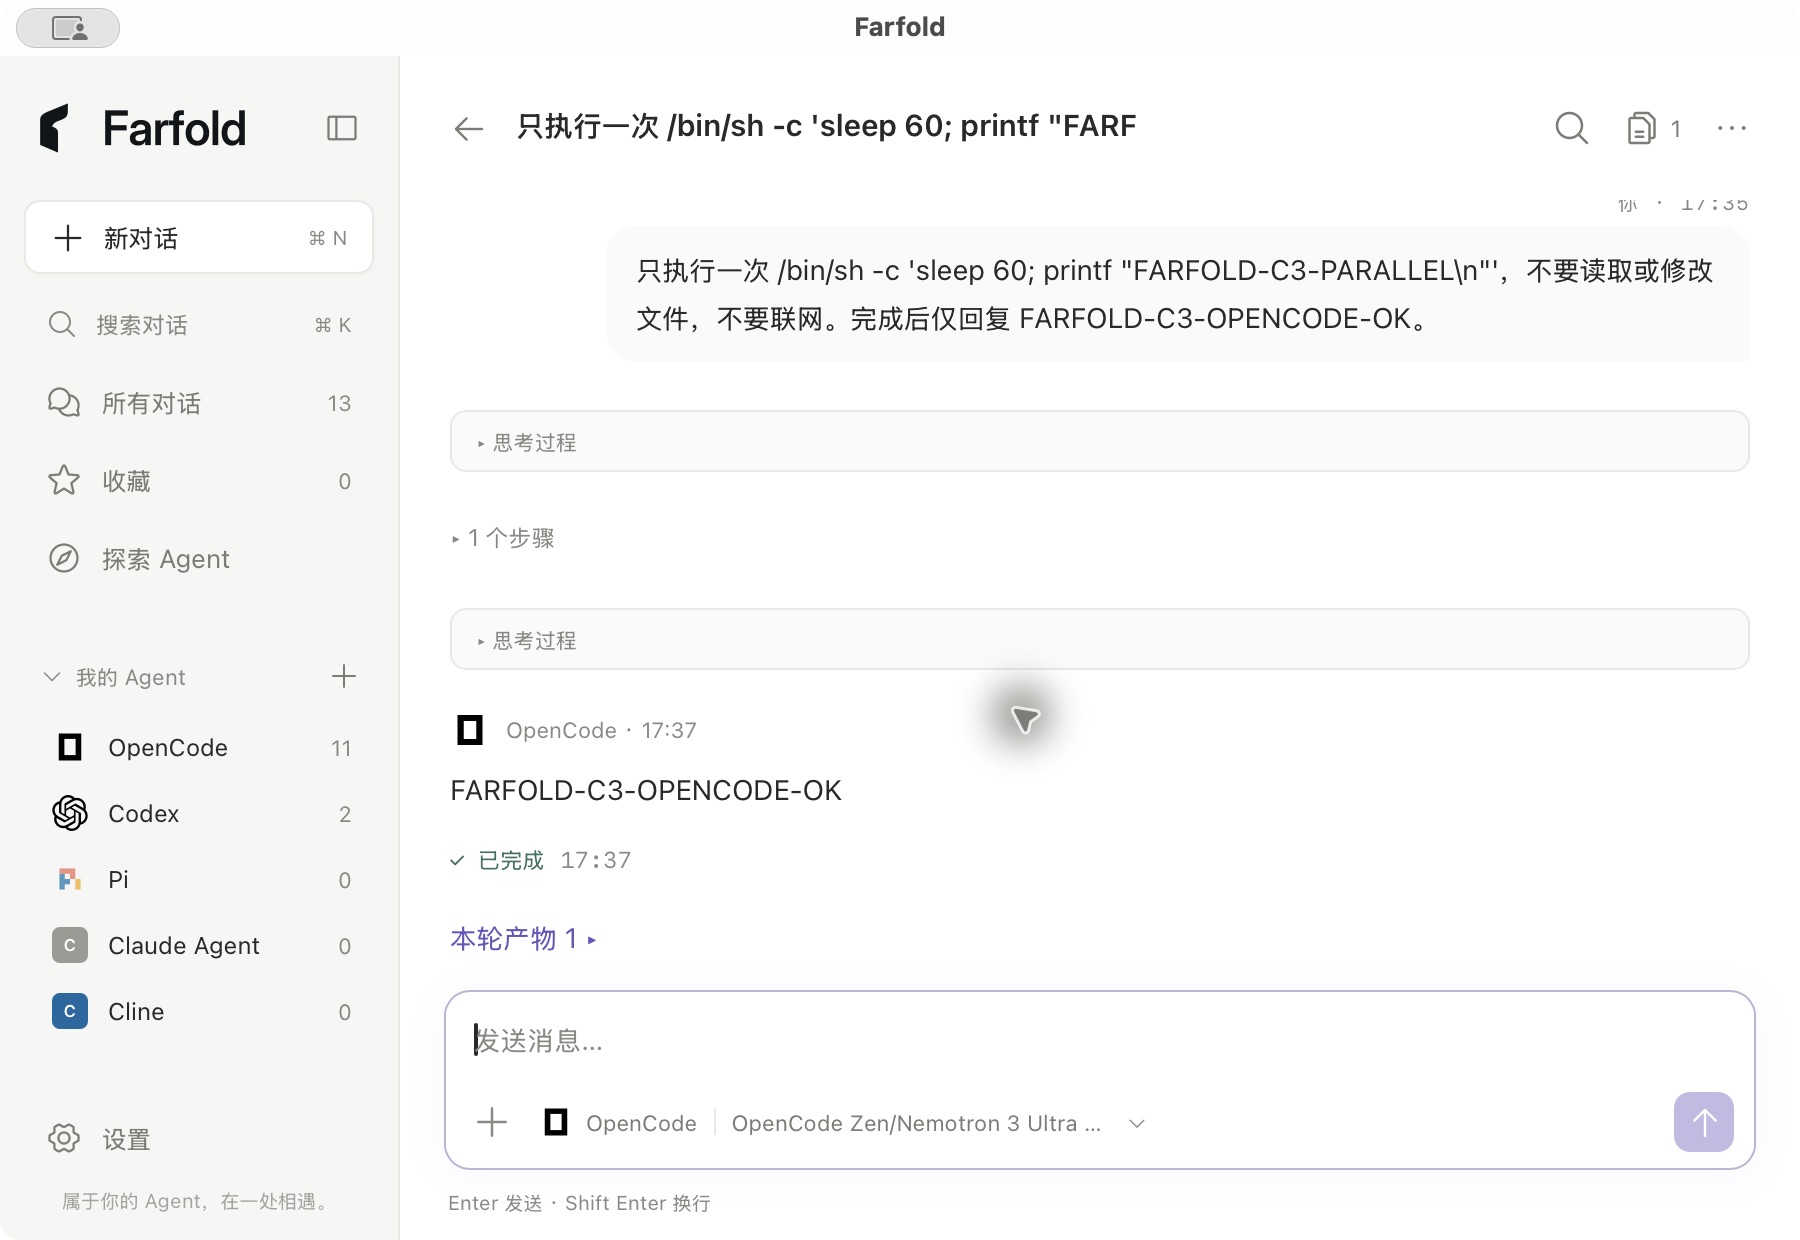 Farfold
Farfold
新对话 ⌘ N
搜索对话 ⌘ K
所有对话 13
收藏 0
探索 Agent
我的 Agent
OpenCode 11
Codex 2
Pi 0
C Claude Agent 0
C Cline 0
设置
属于你的 Agent，在一处相遇。
只执行一次 /bin/sh -c 'sleep 60; printf "FARF
1
你 · 17:35
只执行一次 /bin/sh -c 'sleep 60; printf "FARFOLD-C3-PARALLEL\n"'，不要读取或修改
文件，不要联网。完成后仅回复 FARFOLD-C3-OPENCODE-OK。
思考过程
1 个步骤
思考过程
OpenCode · 17:37
FARFOLD-C3-OPENCODE-OK
已完成 17:37
本轮产物 1
发送消息...
OpenCode OpenCode Zen/Nemotron 3 Ultra ...
Enter 发送 · Shift Enter 换行